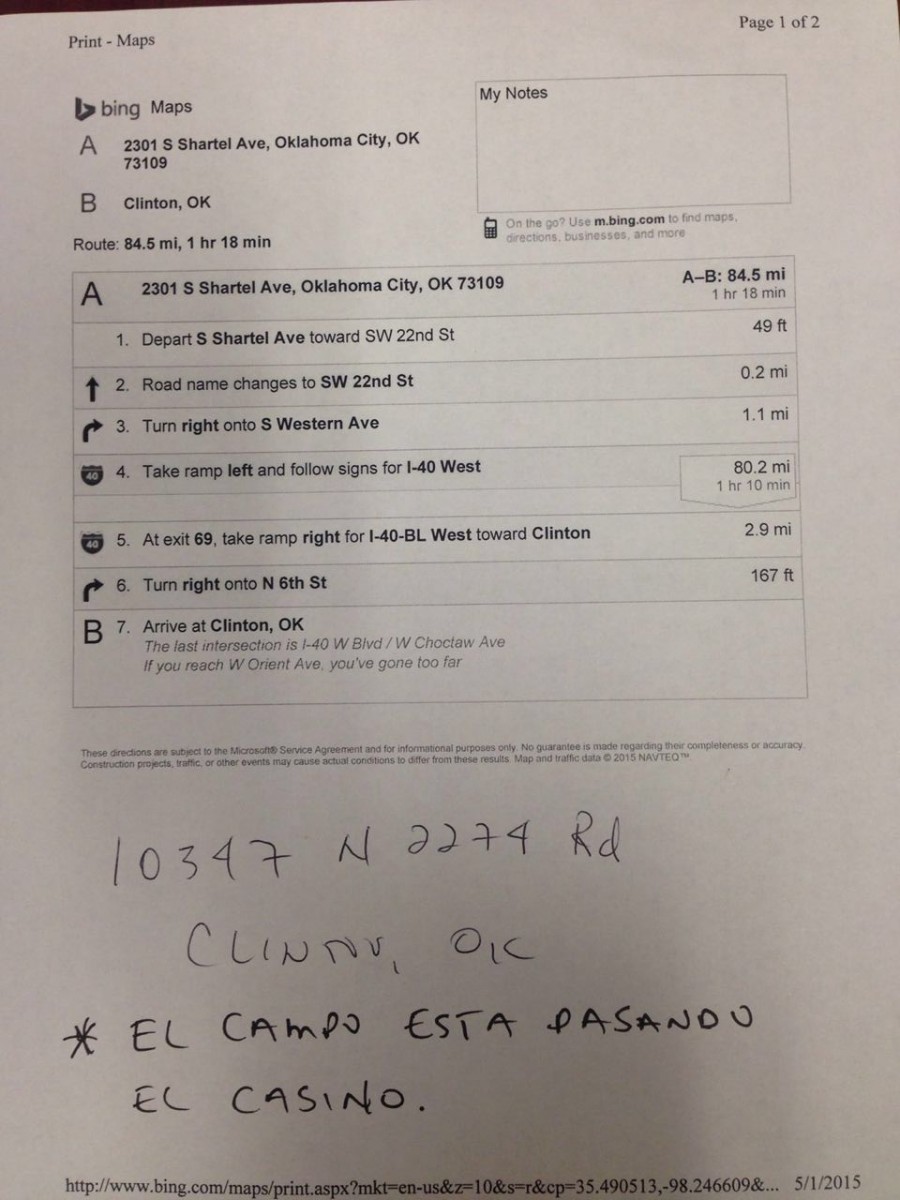 Print - Maps
Page 1 of 2
bing Maps
My Notes
A 2301 S Shartel Ave, Oklahoma City, OK
73109
B Clinton, OK
On the go? Use m.bing.com to find maps,
directions, businesses, and more
Route: 84.5 mi, 1 hr 18 min
A 2301 S Shartel Ave, Oklahoma City, OK 73109 A–B: 84.5 mi
1 hr 18 min
1. Depart S Shartel Ave toward SW 22nd St 49 ft
2. Road name changes to SW 22nd St 0.2 mi
3. Turn right onto S Western Ave 1.1 mi
40 4. Take ramp left and follow signs for I-40 West 80.2 mi
1 hr 10 min
40 5. At exit 69, take ramp right for I-40-BL West toward Clinton 2.9 mi
6. Turn right onto N 6th St 167 ft
B 7. Arrive at Clinton, OK
The last intersection is I-40 W Blvd / W Choctaw Ave
If you reach W Orient Ave, you've gone too far
These directions are subject to the Microsoft® Service Agreement and for informational purposes only. No guarantee is made regarding their completeness or accuracy.
Construction projects, traffic, or other events may cause actual conditions to differ from these results. Map and traffic data © 2015 NAVTEQ™
10347 N 2274 Rd
CLINTON, OK
* EL CAMPO ESTA PASANDO
EL CASINO.
http://www.bing.com/maps/print.aspx?mkt=en-us&z=10&s=r&cp=35.490513,-98.246609&... 5/1/2015